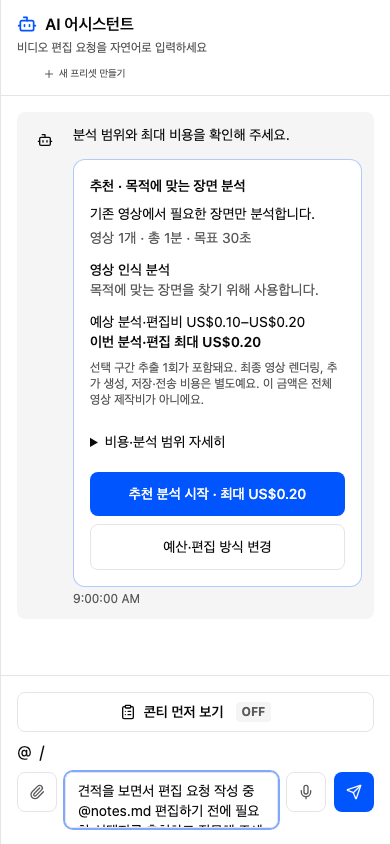 AI 어시스턴트
비디오 편집 요청을 자연어로 입력하세요
+ 새 프리셋 만들기
분석 범위와 최대 비용을 확인해 주세요.
추천 · 목적에 맞는 장면 분석
기존 영상에서 필요한 장면만 분석합니다.
영상 1개 · 총 1분 · 목표 30초
영상 인식 분석
목적에 맞는 장면을 찾기 위해 사용합니다.
예상 분석·편집비 US$0.10–US$0.20
이번 분석·편집 최대 US$0.20
선택 구간 추출 1회가 포함돼요. 최종 영상 렌더링, 추
가 생성, 저장·전송 비용은 별도예요. 이 금액은 전체
영상 제작비가 아니에요.
▶ 비용·분석 범위 자세히
추천 분석 시작 · 최대 US$0.20
예산·편집 방식 변경
9:00:00 AM
콘티 먼저 보기 OFF
@ /
견적을 보면서 편집 요청 작성 중
@notes.md 편집하기 전에 필요